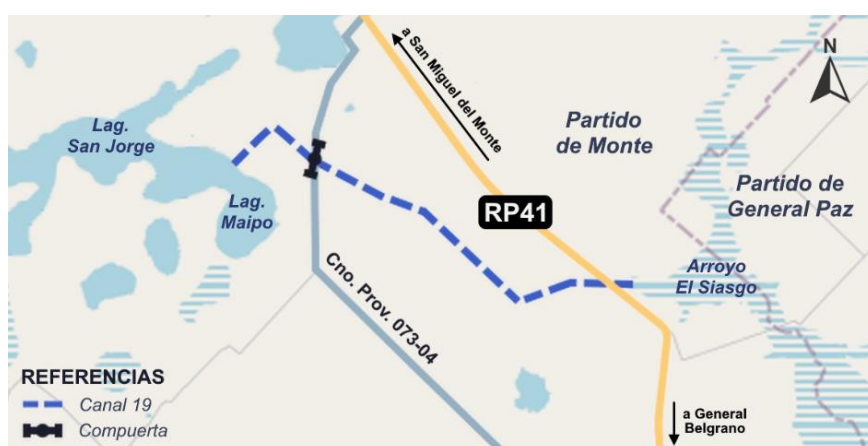 a San Miguel del Monte
N
Lag.
San Jorge
Partido
de Monte
Partido de
General Paz
Lag.
Maipo
RP41
Cno. Prov. 073-04
Arroyo
El Siasgo
REFERENCIAS
Canal 19
Compuerta
a General
Belgrano